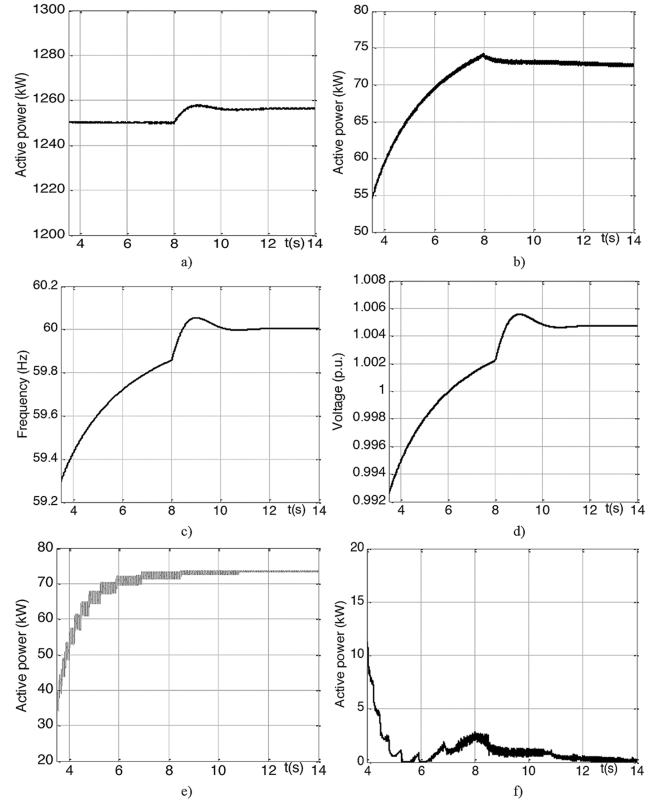 1300
1280
1260
1240
1220
1200
Active power (kW)
4 6 8 10 12 t(s) 14
a)
80
75
70
65
60
55
50
Active power (kW)
4 6 8 10 12 t(s) 14
b)
60.2
60
59.8
59.6
59.4
59.2
Frequency (Hz)
4 6 8 10 12 t(s) 14
c)
1.008
1.006
1.004
1.002
1
0.998
0.996
0.994
0.992
Voltage (p.u.)
4 6 8 10 12 t(s) 14
d)
80
70
60
50
40
30
20
Active power (kW)
4 6 8 10 12 t(s) 14
e)
20
15
10
5
0
Active power (kW)
4 6 8 10 12 t(s) 14
f)